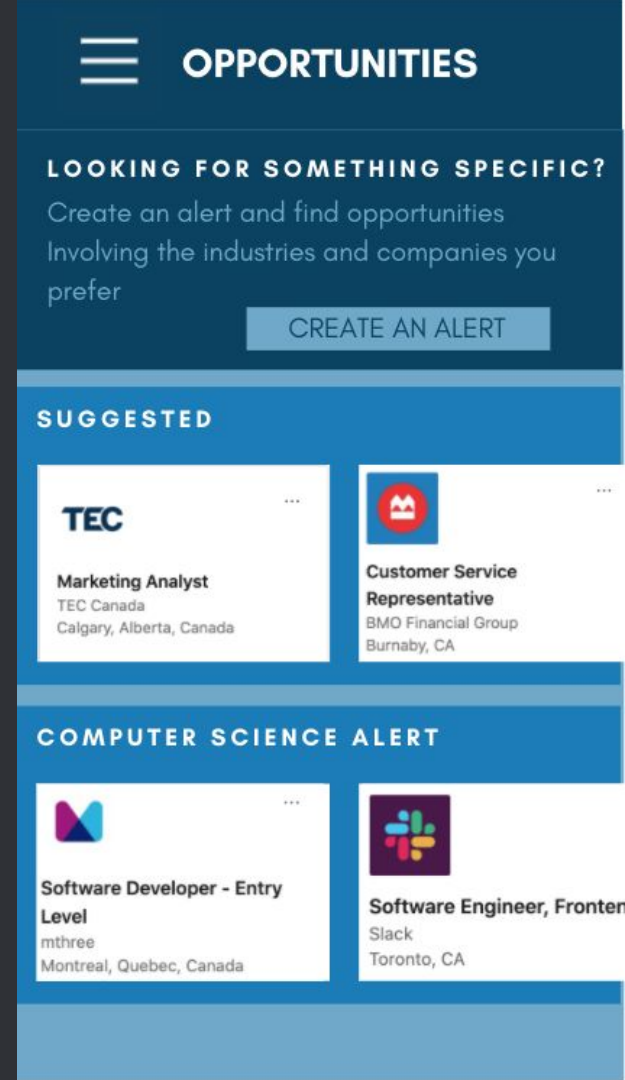 OPPORTUNITIES
LOOKING FOR SOMETHING SPECIFIC?
Create an alert and find opportunities
Involving the industries and companies you
prefer
CREATE AN ALERT
SUGGESTED
TEC
...
Marketing Analyst
TEC Canada
Calgary, Alberta, Canada
...
Customer Service
Representative
BMO Financial Group
Burnaby, CA
COMPUTER SCIENCE ALERT
...
Software Developer - Entry
Level
mthree
Montreal, Quebec, Canada
Software Engineer, Fronten
Slack
Toronto, CA